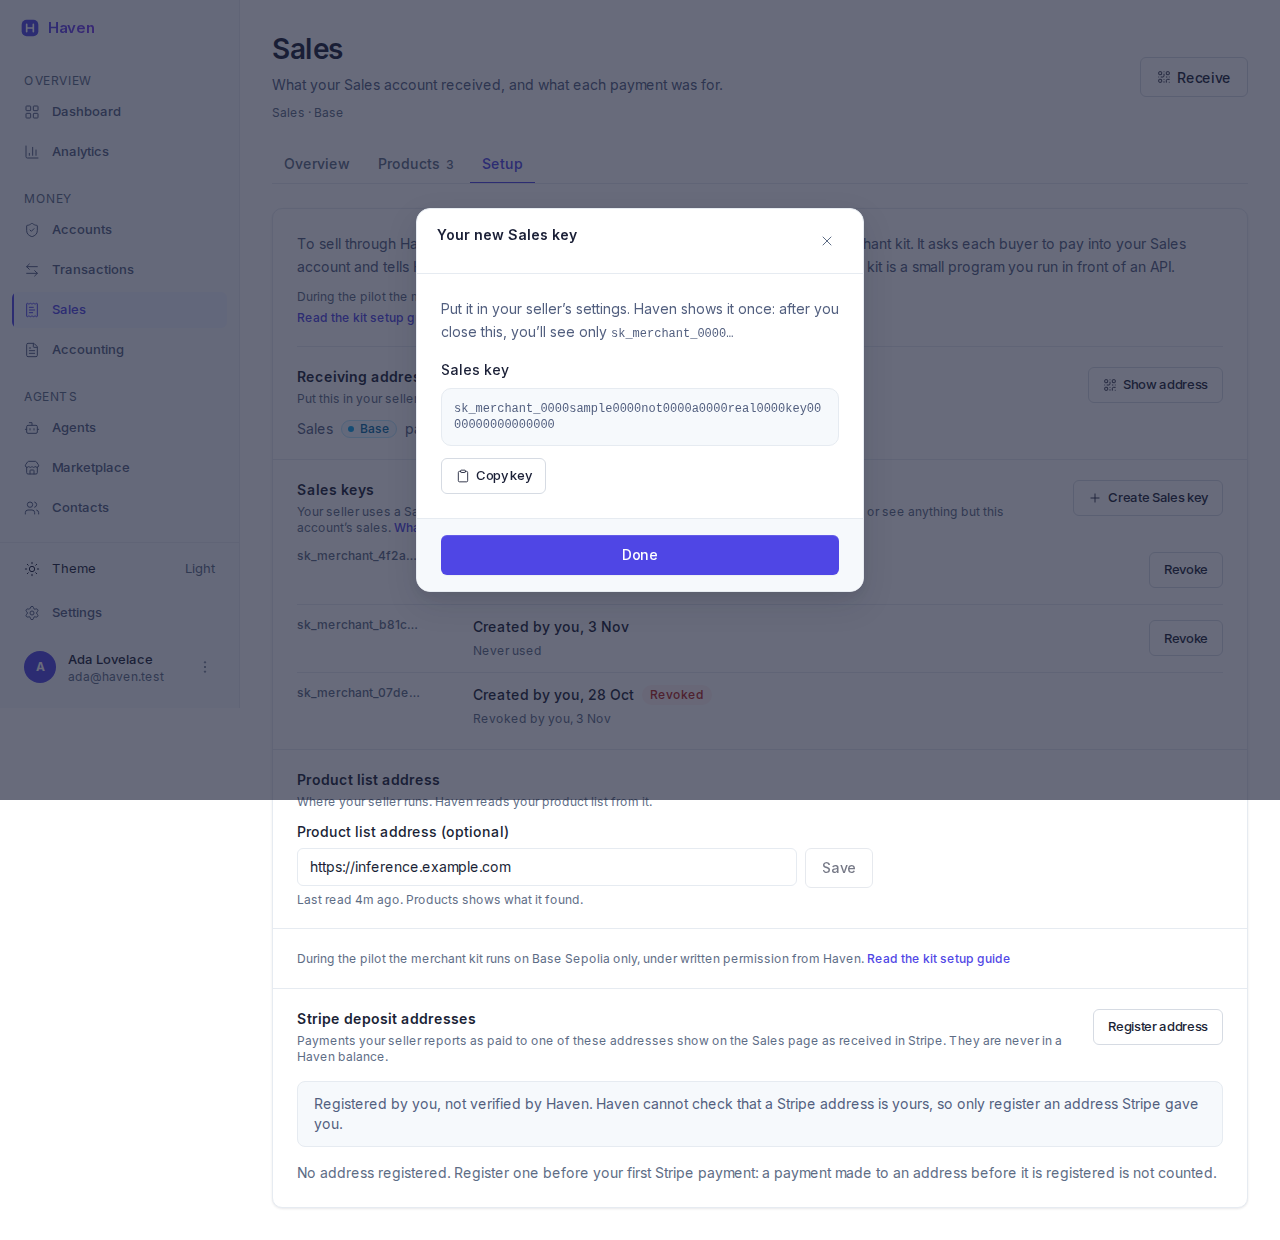 Haven
OVERVIEW
Dashboard
Analytics
MONEY
Accounts
Transactions
Sales
Accounting
AGENTS
Agents
Marketplace
Contacts
Theme Light
Settings
A
Ada Lovelace
ada@haven.test
Sales
What your Sales account received, and what each payment was for.
Sales · Base
Receive
Overview Products 3 Setup
To sell through Ha
hant kit. It asks each buyer to pay into your Sales
account and tells
kit is a small program you run in front of an API.
During the pilot the
Read the kit setup
Receiving addre
Put this in your seller
Show address
Sales Base
Sales keys
Your seller uses a Sa
or see anything but this
account’s sales.
Create Sales key
sk_merchant_4f2a…
Revoke
sk_merchant_b81c…
Created by you, 3 Nov
Never used
Revoke
sk_merchant_07de…
Created by you, 28 Oct Revoked
Revoked by you, 3 Nov
Your new Sales key
Put it in your seller’s settings. Haven shows it once: after you
close this, you’ll see only sk_merchant_0000…
Sales key
sk_merchant_0000sample0000not0000a0000real0000key00
00000000000000
Copy key
Done
Product list address
Where your seller runs. Haven reads your product list from it.
Product list address (optional)
https://inference.example.com
Save
Last read 4m ago. Products shows what it found.
During the pilot the merchant kit runs on Base Sepolia only, under written permission from Haven. Read the kit setup guide
Stripe deposit addresses
Payments your seller reports as paid to one of these addresses show on the Sales page as received in Stripe. They are never in a
Haven balance.
Register address
Registered by you, not verified by Haven. Haven cannot check that a Stripe address is yours, so only register an address Stripe gave
you.
No address registered. Register one before your first Stripe payment: a payment made to an address before it is registered is not counted.